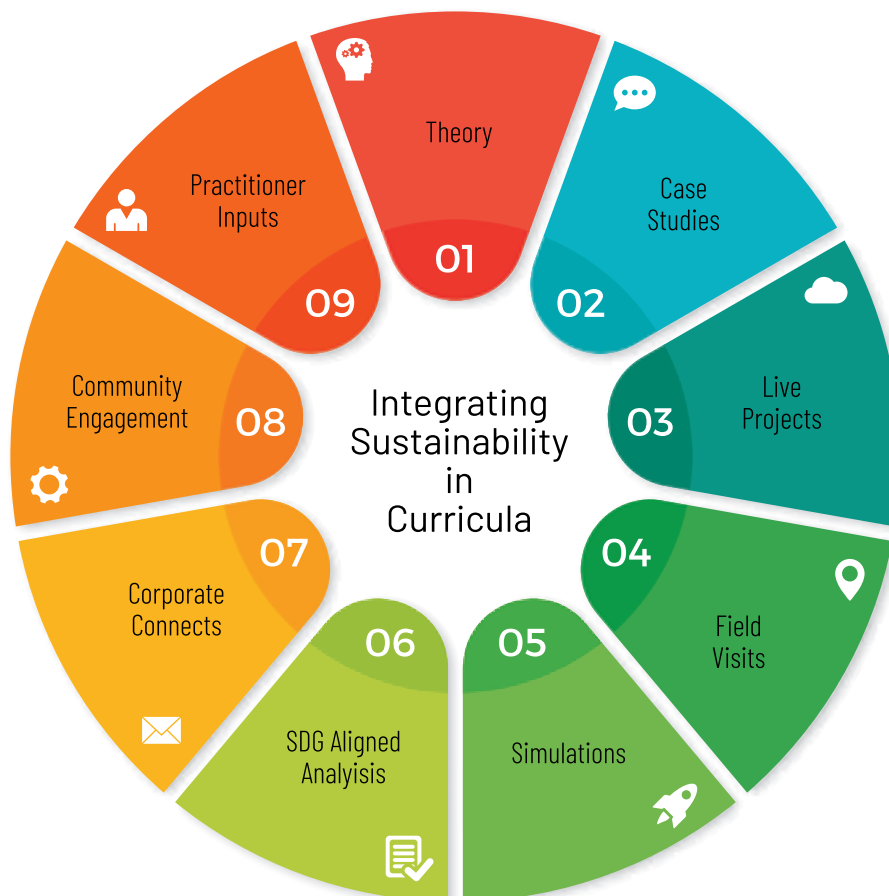 Integrating
Sustainability
in
Curricula
01
Theory
02
Case
Studies
03
Live
Projects
04
Field
Visits
05
Simulations
06
SDG Aligned
Analyisis
07
Corporate
Connects
08
Community
Engagement
09
Practitioner
Inputs